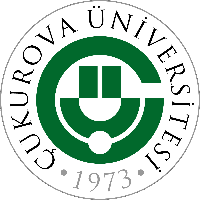 ÇUKUROVA ÜNİVERSİTESİ
• 1973 •